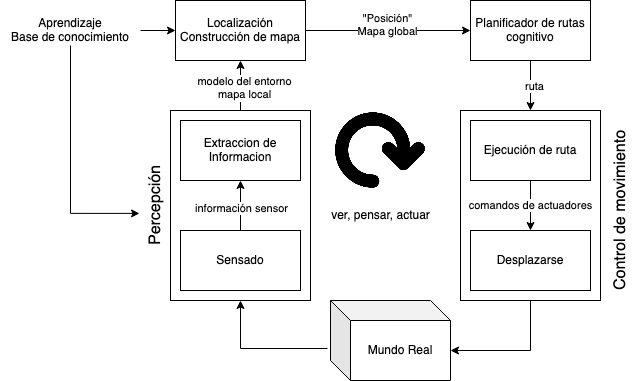 Aprendizaje
Base de conocimiento
Localización
Construcción de mapa
"Posición"
Mapa global
Planificador de rutas
cognitivo
modelo del entorno
mapa local
ruta
Percepción
Extraccion de
Informacion
información sensor
Sensado
ver, pensar, actuar
Ejecución de ruta
comandos de actuadores
Desplazarse
Control de movimiento
Mundo Real